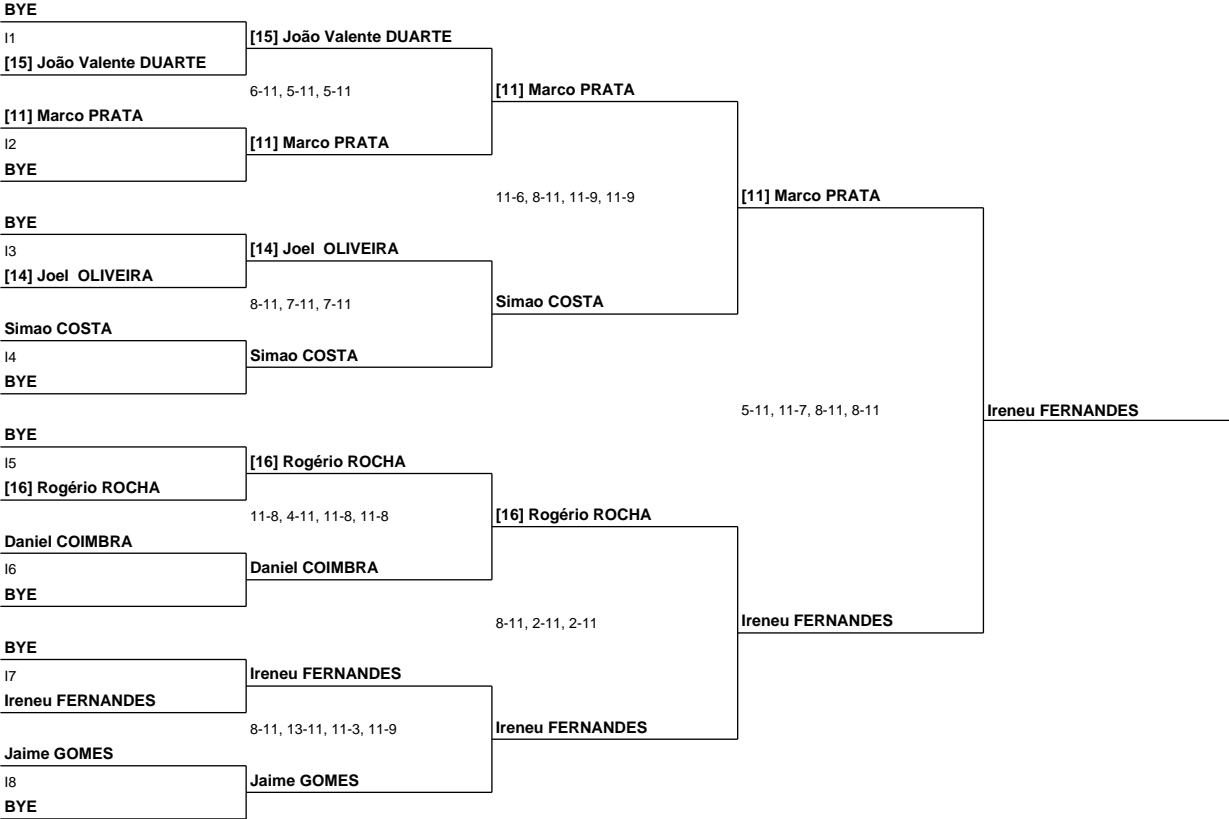 BYE
I1
[15] João Valente DUARTE
[15] João Valente DUARTE
6-11, 5-11, 5-11
[11] Marco PRATA
[11] Marco PRATA
I2
[11] Marco PRATA
BYE
11-6, 8-11, 11-9, 11-9
[11] Marco PRATA
BYE
I3
[14] Joel  OLIVEIRA
[14] Joel  OLIVEIRA
8-11, 7-11, 7-11
Simao COSTA
Simao COSTA
I4
Simao COSTA
BYE
5-11, 11-7, 8-11, 8-11
Ireneu FERNANDES
BYE
I5
[16] Rogério ROCHA
[16] Rogério ROCHA
11-8, 4-11, 11-8, 11-8
[16] Rogério ROCHA
Daniel COIMBRA
I6
Daniel COIMBRA
BYE
8-11, 2-11, 2-11
Ireneu FERNANDES
BYE
I7
Ireneu FERNANDES
Ireneu FERNANDES
8-11, 13-11, 11-3, 11-9
Ireneu FERNANDES
Jaime GOMES
I8
Jaime GOMES
BYE